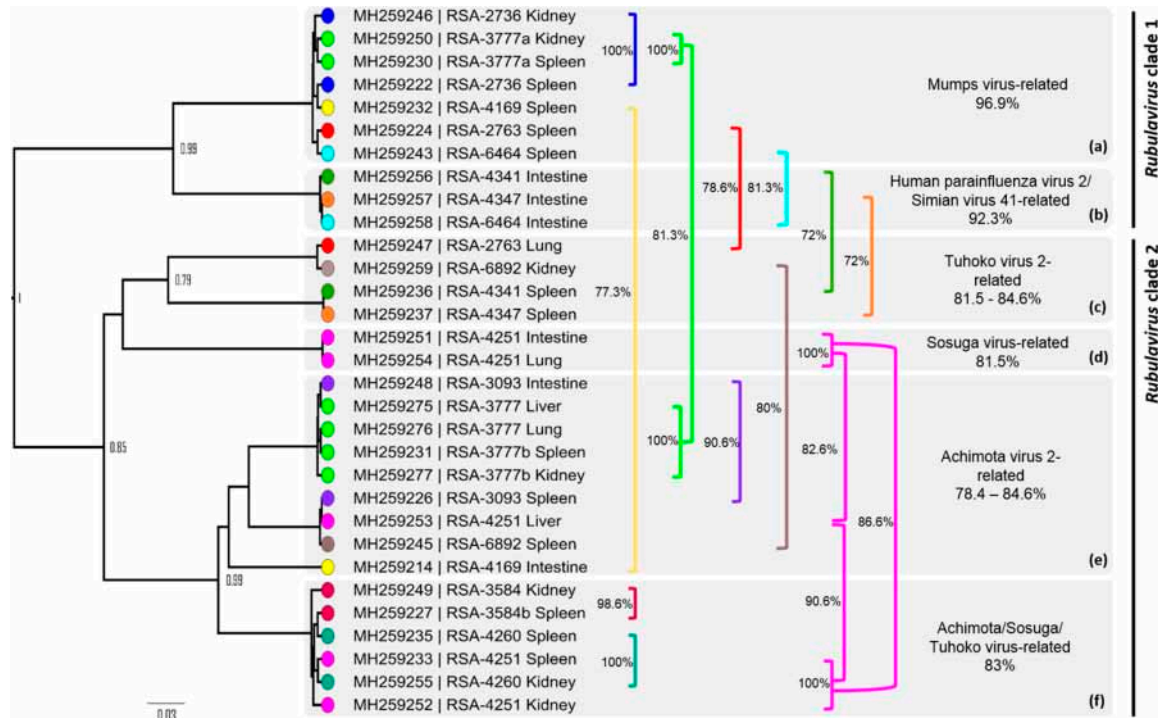 MH259246 | RSA-2736 Kidney
MH259250 | RSA-3777a Kidney
MH259230 | RSA-3777a Spleen
MH259222 | RSA-2736 Spleen
MH259232 | RSA-4169 Spleen
MH259224 | RSA-2763 Spleen
MH259243 | RSA-6464 Spleen
100%
100%
Mumps virus-related
96.9%
(a)
Rubulavirus clade 1
0.99
MH259256 | RSA-4341 Intestine
MH259257 | RSA-4347 Intestine
MH259258 | RSA-6464 Intestine
78.6%
81.3%
Human parainfluenza virus 2/
Simian virus 41-related
92.3%
(b)
MH259247 | RSA-2763 Lung
MH259259 | RSA-6892 Kidney
MH259236 | RSA-4341 Spleen
MH259237 | RSA-4347 Spleen
81.3%
72%
72%
77.3%
Tuhoko virus 2-
related
81.5 - 84.6%
(c)
Rubulavirus clade 2
0.79
1
MH259251 | RSA-4251 Intestine
MH259254 | RSA-4251 Lung
100%
Sosuga virus-related
81.5%
(d)
MH259248 | RSA-3093 Intestine
MH259275 | RSA-3777 Liver
MH259276 | RSA-3777 Lung
MH259231 | RSA-3777b Spleen
MH259277 | RSA-3777b Kidney
MH259226 | RSA-3093 Spleen
MH259253 | RSA-4251 Liver
MH259245 | RSA-6892 Spleen
MH259214 | RSA-4169 Intestine
100%
90.6%
80%
82.6%
86.6%
Achimota virus 2-
related
78.4 – 84.6%
(e)
0.85
0.99
MH259249 | RSA-3584 Kidney
MH259227 | RSA-3584b Spleen
MH259235 | RSA-4260 Spleen
MH259233 | RSA-4251 Spleen
MH259255 | RSA-4260 Kidney
MH259252 | RSA-4251 Kidney
98.6%
100%
90.6%
100%
Achimota/Sosuga/
Tuhoko virus-related
83%
(f)
0.03